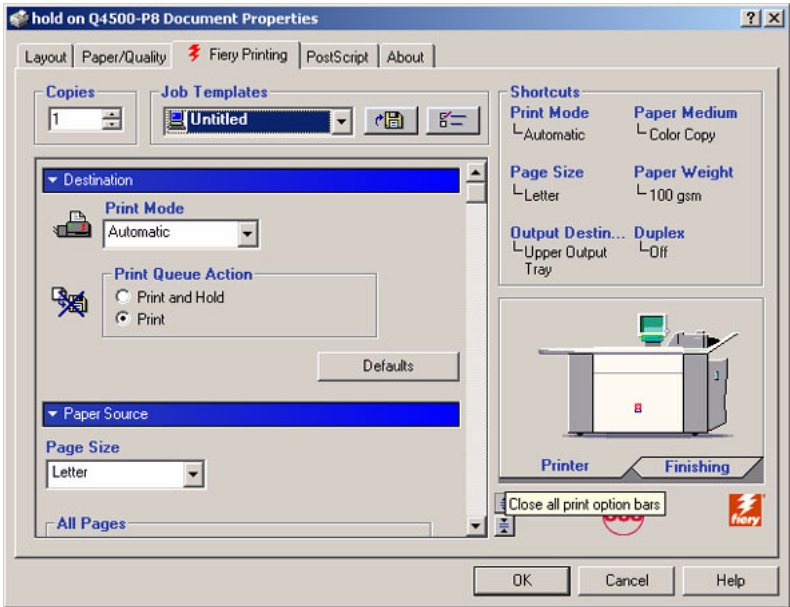 hold on Q4500-P8 Document Properties
Layout
Paper/Quality
Fiery Printing
PostScript
About
Copies
1
Job Templates
Untitled
Destination
Print Mode
Automatic
Print Queue Action
Print and Hold
Print
Defaults
Paper Source
Page Size
Letter
All Pages
Shortcuts
Print Mode
Automatic
Paper Medium
Color Copy
Page Size
Letter
Paper Weight
100 gsm
Output Destin...
Upper Output
Tray
Duplex
Off
Printer
Finishing
Close all print option bars
fiery
OK
Cancel
Help